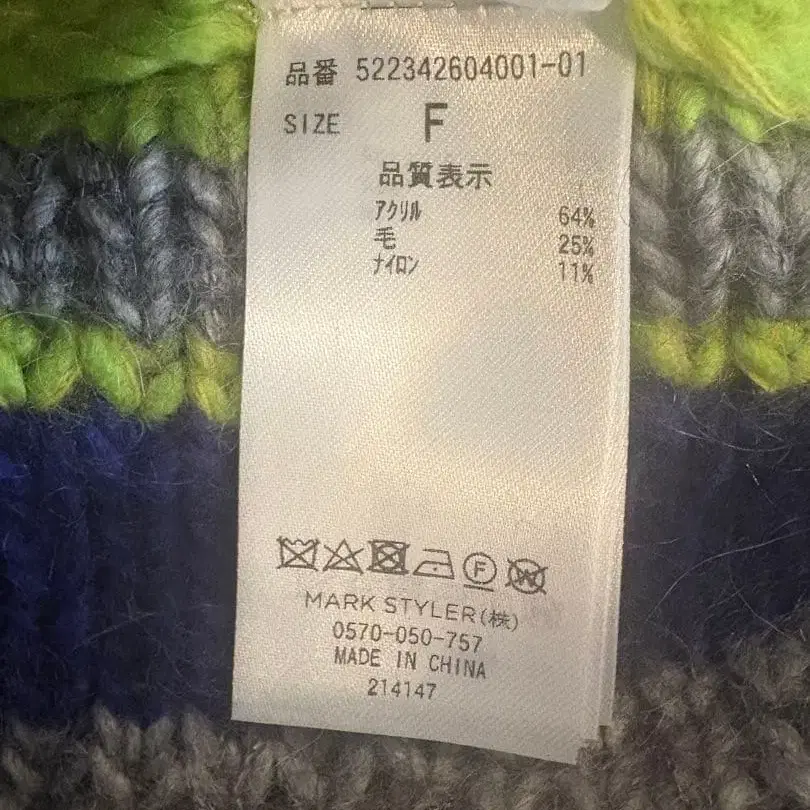 品番 522342604001-01
SIZE F
品質表示
アクリル 64%
毛 25%
ナイロン 11%
F W
MARK STYLER(株)
0570-050-757
MADE IN CHINA
214147